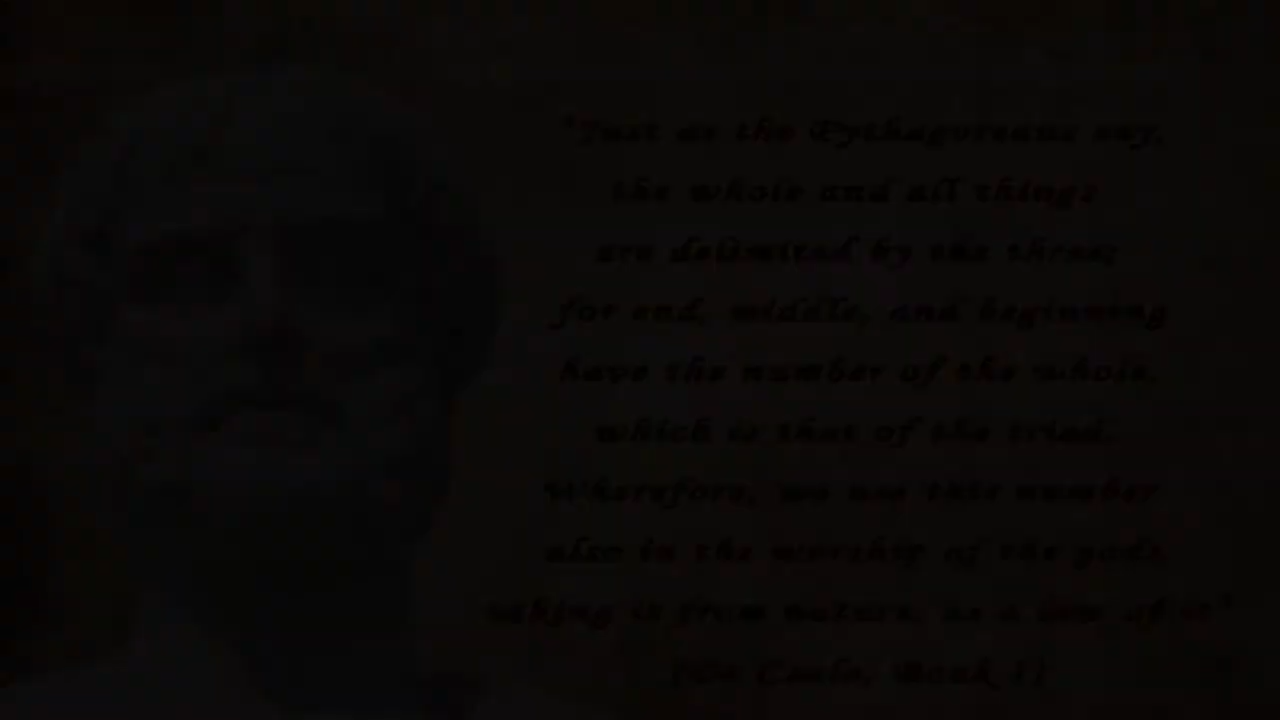 "Just as the Pythagoreans say,
the whole and all things
are delimited by the three;
for end, middle, and beginning
have the number of the whole,
which is that of the triad.
Wherefore, we use this number
also in the worship of the gods,
taking it from nature, as a law of it"
(De Caelo, Book 1)